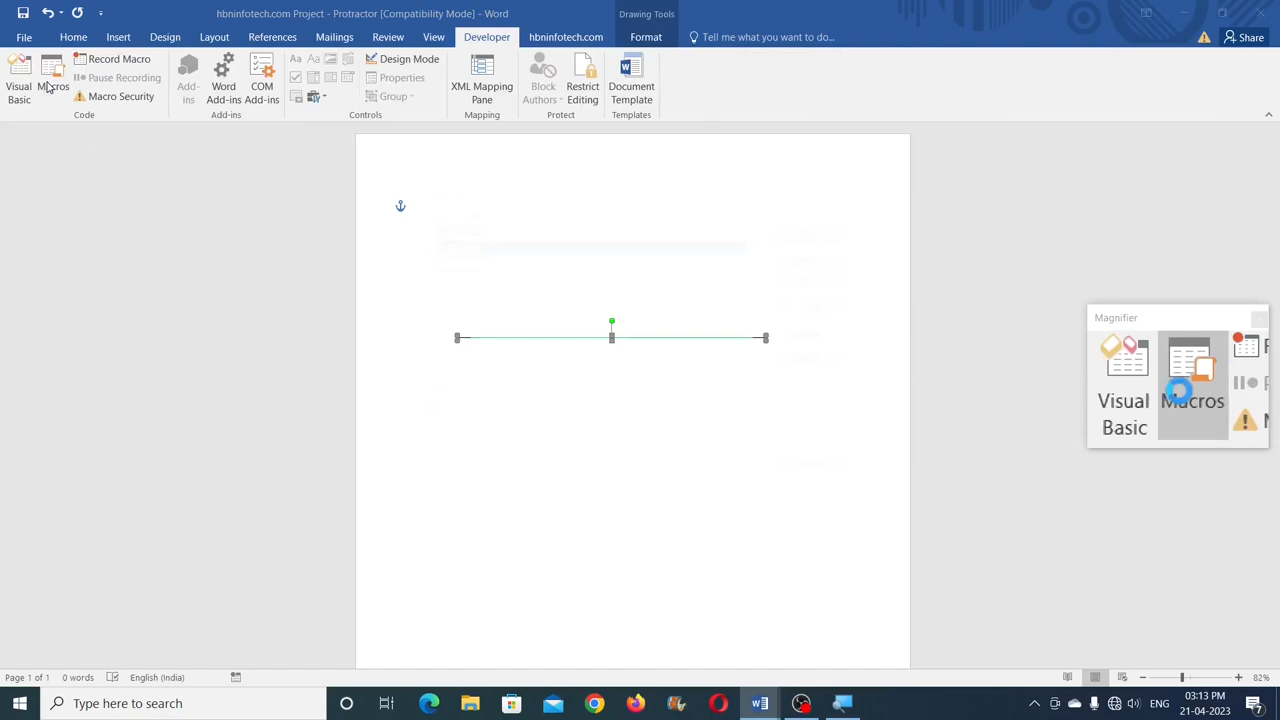 hbninfotech.com Project - Protractor [Compatibility Mode] - Word
Drawing Tools
File Home Insert Design Layout References Mailings Review View Developer hbninfotech.com Format Tell me what you want to do... Share
Visual Basic
Macros
Record Macro
Pause Recording
Macro Security
Code
Add-ins
Word Add-ins
COM Add-ins
Add-ins
Aa Aa
Design Mode
Properties
Group
Controls
XML Mapping Pane
Mapping
Block Authors
Restrict Editing
Protect
Document Template
Templates
Magnifier
Visual Basic
Macros
Page 1 of 1 0 words English (India) 82%
Type here to search
ENG
03:13 PM
21-04-2023
7